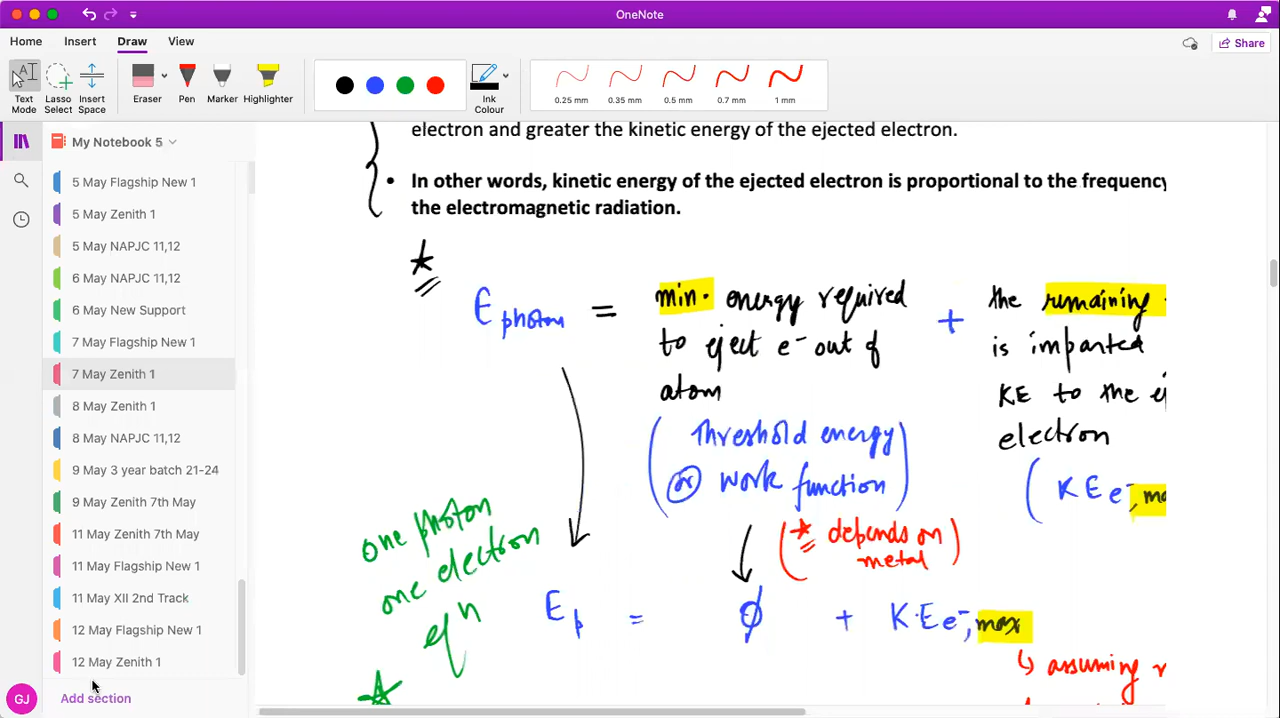 OneNote
Home Insert Draw View
Share
Text Mode
Lasso Select
Insert Space
Eraser
Pen
Marker
Highlighter
Ink Colour
0.25 mm 0.35 mm 0.5 mm 0.7 mm 1 mm
My Notebook 5
5 May Flagship New 1
5 May Zenith 1
5 May NAPJC 11,12
6 May NAPJC 11,12
6 May New Support
7 May Flagship New 1
7 May Zenith 1
8 May Zenith 1
8 May NAPJC 11,12
9 May 3 year batch 21-24
9 May Zenith 7th May
11 May Zenith 7th May
11 May Flagship New 1
11 May XII 2nd Track
12 May Flagship New 1
12 May Zenith 1
Add section
GJ
electron and greater the kinetic energy of the ejected electron.
• In other words, kinetic energy of the ejected electron is proportional to the frequency
the electromagnetic radiation.
E photon = min. energy required + the remaining
to eject e⁻ out of is imparted
atom KE to the
electron
(Threshold energy
or work function)
(KE e⁻,
(* depends on
metal)
one photon
one electron
eqⁿ
Ep = φ + K.E e⁻, max
↳ assuming